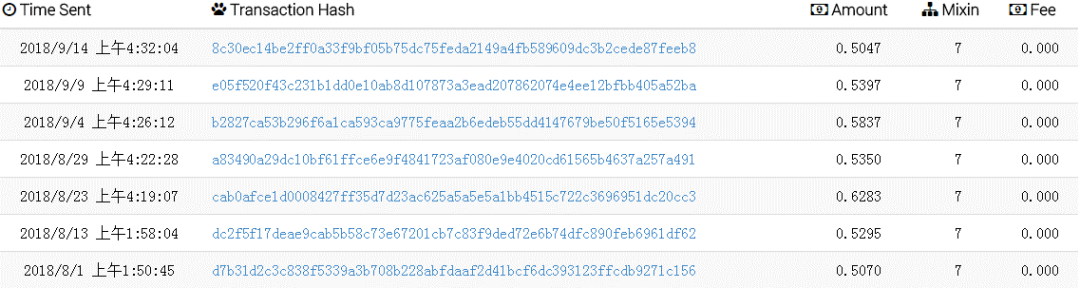 Time Sent Transaction Hash Amount Mixin Fee
2018/9/14 上午4:32:04 8c30ec14be2ff0a33f9bf05b75dc75feda2149a4fb589609dc3b2cede87feeb8 0.5047 7 0.000
2018/9/9 上午4:29:11 e05f520f43c231b1dd0e10ab8d107873a3ead207862074e4ee12bfbb405a52ba 0.5397 7 0.000
2018/9/4 上午4:26:12 b2827ca53b296f6a1ca593ca9775feaa2b6edeb55dd4147679be50f5165e5394 0.5837 7 0.000
2018/8/29 上午4:22:28 a83490a29dc10bf61ffce6e9f4841723af080e9e4020cd61565b4637a257a491 0.5350 7 0.000
2018/8/23 上午4:19:07 cab0afce1d0008427ff35d7d23ac625a5a5e5a1bb4515c722c3696951dc20cc3 0.6283 7 0.000
2018/8/13 上午1:58:04 dc2f5f17deae9cab5b58c73e67201cb7c83f9ded72e6b74dfc890feb6961df62 0.5295 7 0.000
2018/8/1 上午1:50:45 d7b31d2c3c838f5339a3b708b228abfdaaf2d41bcf6dc393123ffcdb9271c156 0.5070 7 0.000